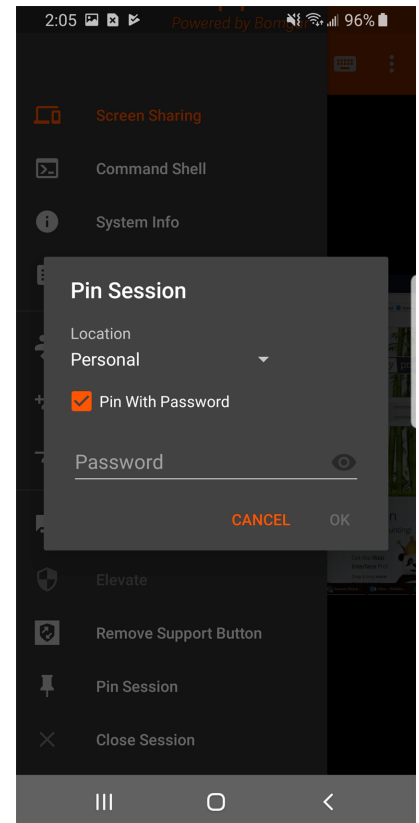 2:05
96%
Powered by Bomgar
Screen Sharing
Command Shell
System Info
Pin Session
Location
Personal
Pin With Password
Password
CANCEL
OK
Elevate
Remove Support Button
Pin Session
Close Session